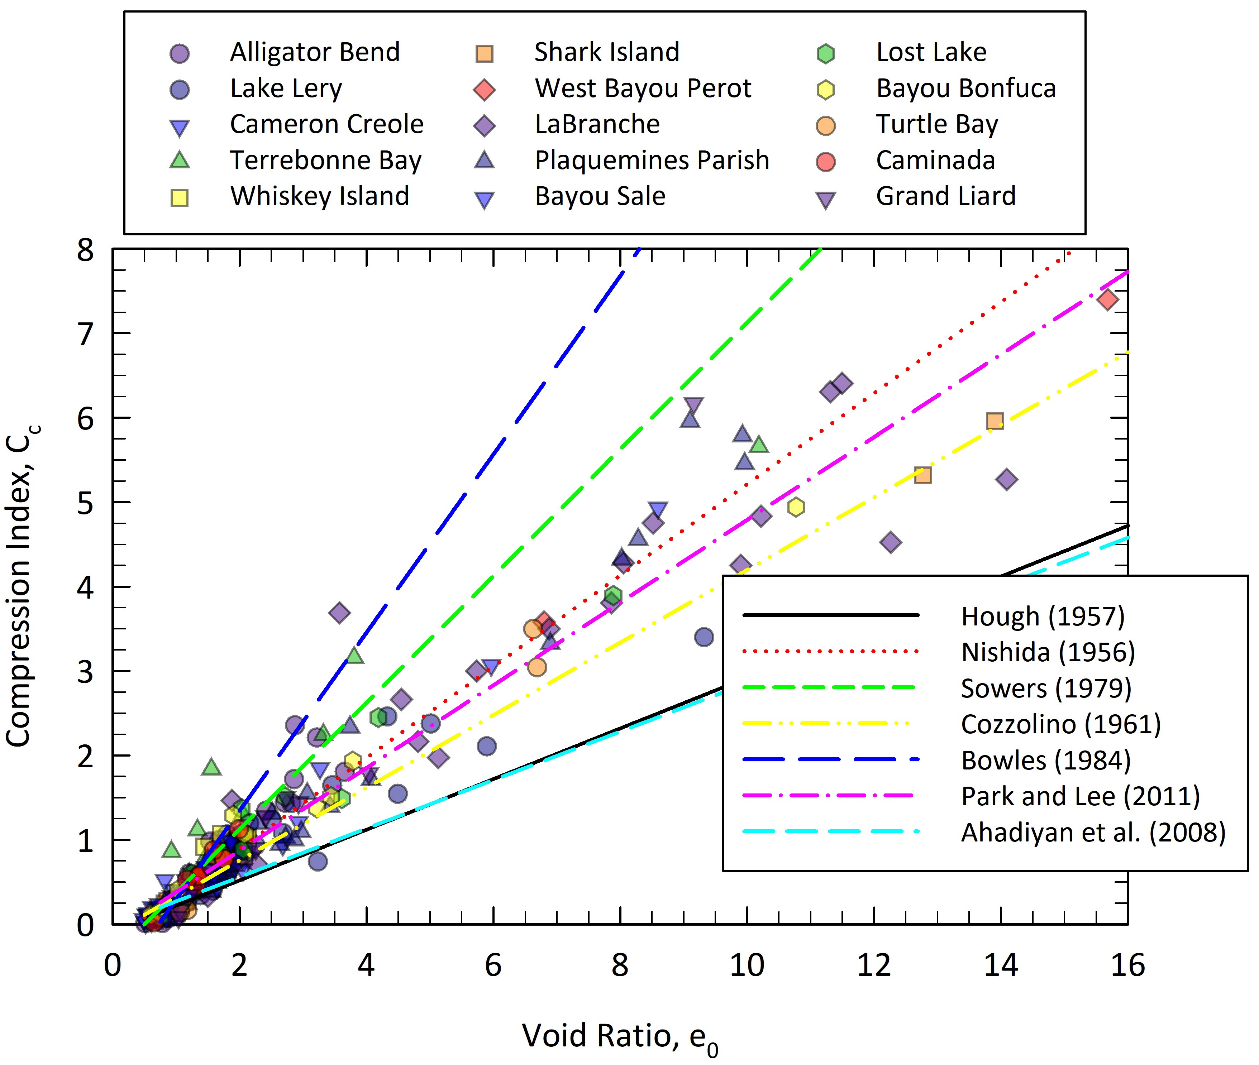 Alligator Bend
Shark Island
Lost Lake
Lake Lery
West Bayou Perot
Bayou Bonfuca
Cameron Creole
LaBranche
Turtle Bay
Terrebonne Bay
Plaquemines Parish
Caminada
Whiskey Island
Bayou Sale
Grand Liard
8
7
6
5
4
3
2
1
0
Compression Index, Cc
Hough (1957)
Nishida (1956)
Sowers (1979)
Cozzolino (1961)
Bowles (1984)
Park and Lee (2011)
Ahadiyan et al. (2008)
0 2 4 6 8 10 12 14 16
Void Ratio, e0